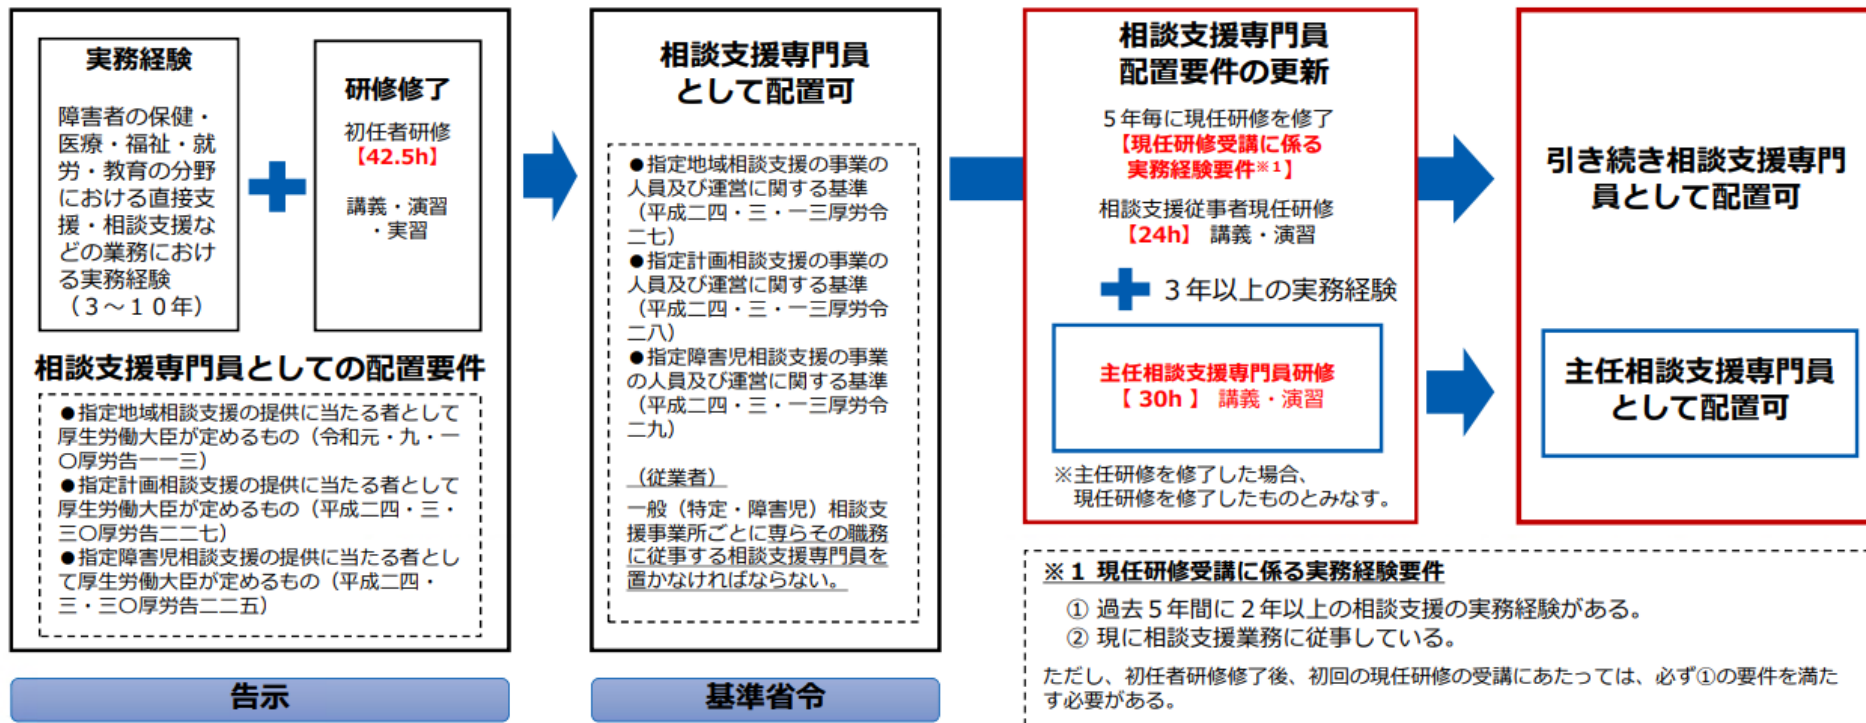 実務経験
障害者の保健・
医療・福祉・就
労・教育の分野
における直接支
援・相談支援な
どの業務におけ
る実務経験
（３～１０年）
研修修了
初任者研修
【42.5h】
講義・演習
・実習
相談支援専門員としての配置要件
●指定地域相談支援の提供に当たる者として
厚生労働大臣が定めるもの（令和元・九・一
〇厚労告一一三）
●指定計画相談支援の提供に当たる者として
厚生労働大臣が定めるもの（平成二四・三・
三〇厚労告二二七）
●指定障害児相談支援の提供に当たる者とし
て厚生労働大臣が定めるもの（平成二四・
三・三〇厚労告二二五）
告示
相談支援専門員
として配置可
●指定地域相談支援の事業の
人員及び運営に関する基準
（平成二四・三・一三厚労令
二七）
●指定計画相談支援の事業の
人員及び運営に関する基準
（平成二四・三・一三厚労令
二八）
●指定障害児相談支援の事業
の人員及び運営に関する基準
（平成二四・三・一三厚労令
二九）
（従業者）
一般（特定・障害児）相談支
援事業所ごとに専らその職務
に従事する相談支援専門員を
置かなければならない。
基準省令
相談支援専門員
配置要件の更新
５年毎に現任研修を修了
【現任研修受講に係る
実務経験要件※１】
相談支援従事者現任研修
【24h】 講義・演習
３年以上の実務経験
主任相談支援専門員研修
【 30h 】 講義・演習
※主任研修を修了した場合、
現任研修を修了したものとみなす。
引き続き相談支援専門
員として配置可
主任相談支援専門員
として配置可
※１ 現任研修受講に係る実務経験要件
① 過去５年間に２年以上の相談支援の実務経験がある。
② 現に相談支援業務に従事している。
ただし、初任者研修修了後、初回の現任研修の受講にあたっては、必ず①の要件を満た
す必要がある。